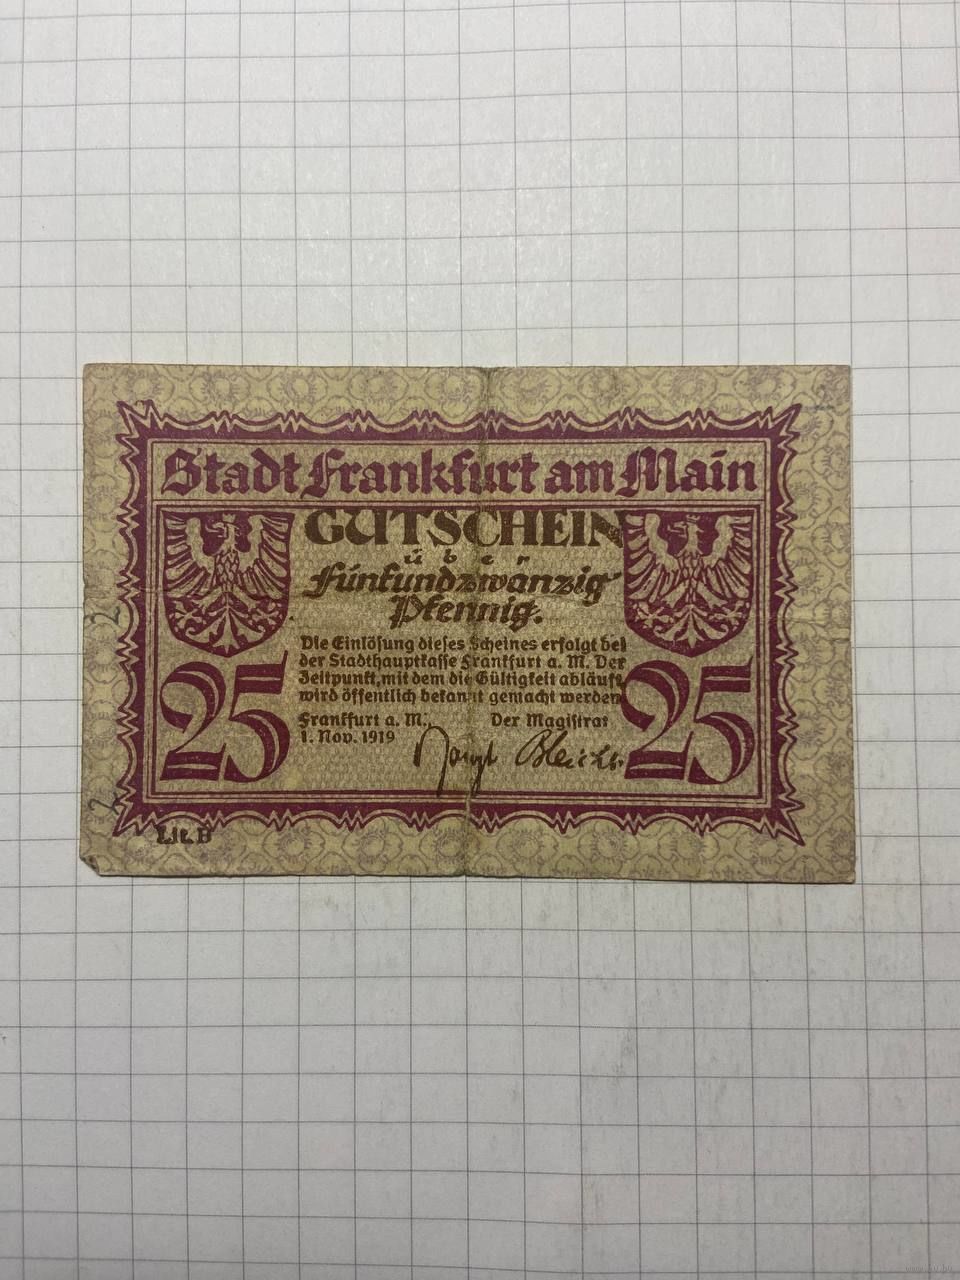 Stadt Frankfurt am Main
GUTSCHEIN
über
Fünfundzwanzig
Pfennig.
Die Einlösung dieses Scheines erfolgt bei
der Stadthauptkasse Frankfurt a. M. Der
Zeitpunkt, mit dem die Gültigkeit abläuft
wird öffentlich bekannt gemacht werden
Frankfurt a. M.,
Der Magistrat
1. Nov. 1919
25
25
Lit. B
2
2